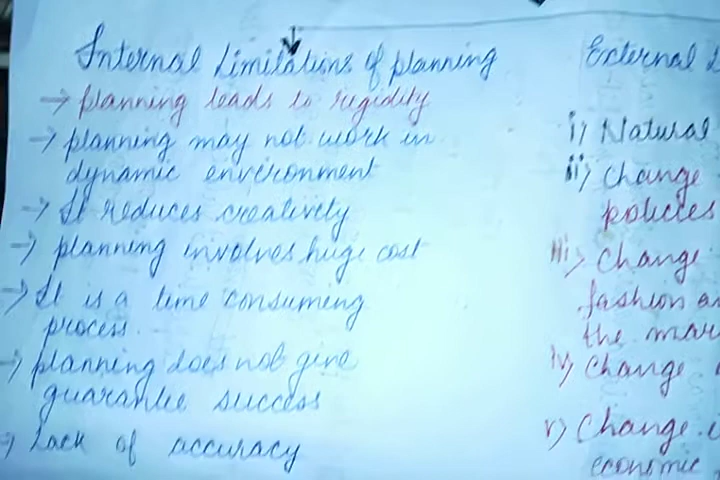 Internal Limitations of planning
→ planning leads to rigidity
→ planning may not work in
dynamic environment
→ It reduces creativity
→ planning involves huge cost
→ It is a time consuming
process.
→ planning does not give
guarantee success
→ Lack of accuracy
External
i) Natural
ii) Change
policies
iii) Change
fashion
the
iv) Change
v) Change
economic